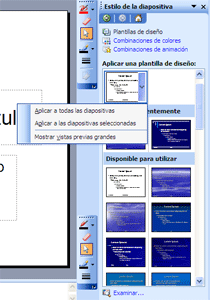 Estilo de la diapositiva
Plantillas de diseño
Combinaciones de colores
Combinaciones de animación
Aplicar una plantilla de diseño:
Aplicar a todas las diapositivas
Aplicar a las diapositivas seleccionadas
Mostrar vistas previas grandes
Disponible para utilizar
Examinar...